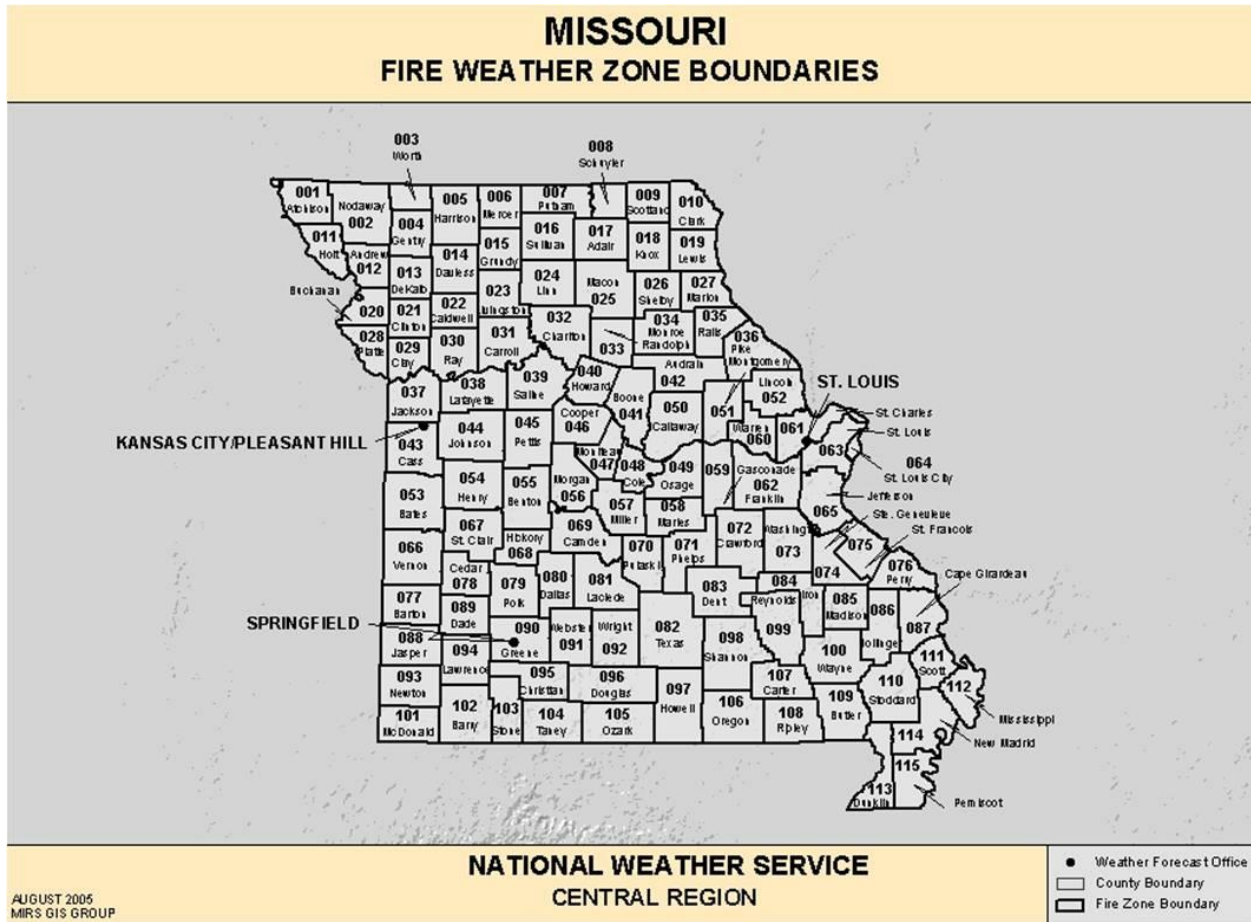 MISSOURI
FIRE WEATHER ZONE BOUNDARIES
003
Worth
008
Schuyler
001
Atchison
Nodaway
002
005
Harrison
006
Mercer
007
Putnam
009
Scotland
010
Clark
004
Gentry
016
Sullivan
017
Adair
018
Knox
019
Lewis
011
Holt
Andrew
012
013
DeKalb
014
Daviess
015
Grundy
024
Linn
Macon
025
026
Shelby
027
Marion
Buchanan
020
021
Clinton
022
Caldwell
023
Livingston
028
Platte
029
Clay
030
Ray
031
Carroll
032
Chariton
033
034
Monroe
Randolph
035
Ralls
036
Pike
Montgomery
Audrain
042
037
Jackson
038
Lafayette
039
Saline
040
Howard
Boone
041
050
Callaway
051
Lincoln
052
Warren
060
061
ST. LOUIS
St. Charles
St. Louis
063
064
St. Louis City
KANSAS CITY/PLEASANT HILL
043
Cass
044
Johnson
045
Pettis
Cooper
046
Moniteau
047
048
Cole
049
Osage
059
Gasconade
062
Franklin
Jefferson
065
053
Bates
054
Henry
055
Benton
Morgan
056
057
Miller
058
Maries
Ste. Genevieve
St. Francois
066
Vernon
067
St. Clair
Hickory
068
069
Camden
070
Pulaski
071
Phelps
072
Crawford
Washington
073
074
075
076
Perry
Cape Girardeau
077
Barton
Cedar
078
079
Polk
080
Dallas
081
Laclede
083
Dent
084
Reynolds
Iron
085
Madison
086
Bollinger
087
SPRINGFIELD
088
Jasper
089
Dade
090
Greene
Webster
091
Wright
092
082
Texas
098
Shannon
099
100
Wayne
093
Newton
094
Lawrence
095
Christian
096
Douglas
097
Howell
107
Carter
110
Stoddard
111
Scott
112
Mississippi
101
McDonald
102
Barry
103
Stone
104
Taney
105
Ozark
106
Oregon
108
Ripley
109
Butler
114
New Madrid
113
Dunklin
115
Pemiscot
NATIONAL WEATHER SERVICE
CENTRAL REGION
AUGUST 2005
MIRS GIS GROUP
Weather Forecast Office
County Boundary
Fire Zone Boundary